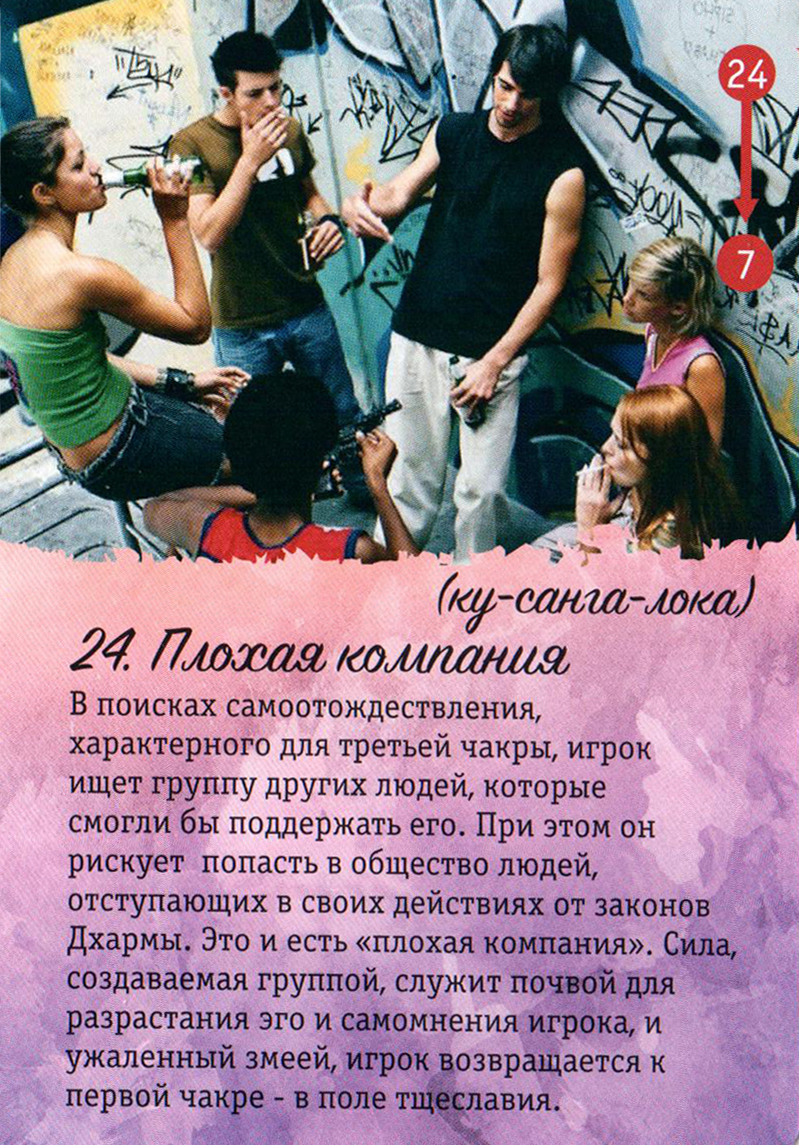 24
7
(ку-санга-лока)
24. Плохая компания
В поисках самоотождествления,
характерного для третьей чакры, игрок
ищет группу других людей, которые
смогли бы поддержать его. При этом он
рискует попасть в общество людей,
отступающих в своих действиях от законов
Дхармы. Это и есть «плохая компания». Сила,
создаваемая группой, служит почвой для
разрастания эго и самомнения игрока, и
ужаленный змеей, игрок возвращается к
первой чакре - в поле тщеславия.